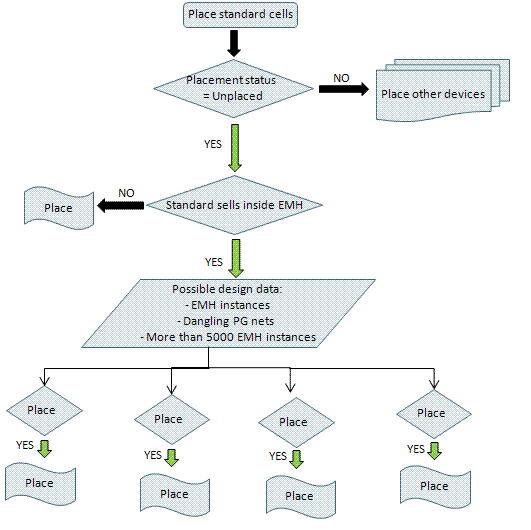 Place standard cells
Placement status
= Unplaced
NO
Place other devices
YES
Standard sells inside EMH
NO
Place
YES
Possible design data:
- EMH instances
- Dangling PG nets
- More than 5000 EMH instances
Place
Place
Place
Place
YES
YES
YES
YES
Place
Place
Place
Place